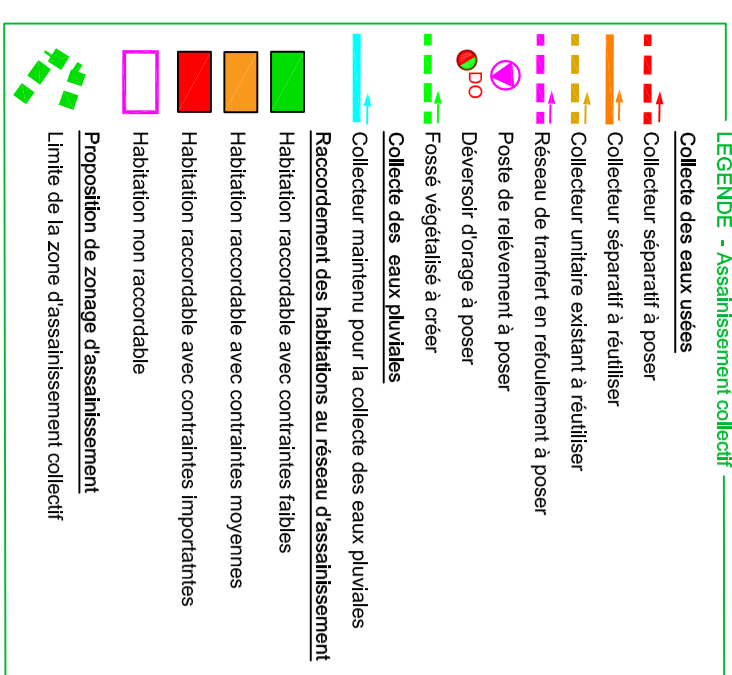 LEGENDE - Assainissement collectif
Collecte des eaux usées
Collecteur séparatif à poser
Collecteur séparatif à réutiliser
Collecteur unitaire existant à réutiliser
Réseau de tranfert en refoulement à poser
Poste de relévement à poser
DO
Déversoir d'orage à poser
Fossé végétalisé à créer
Collecte des eaux pluviales
Collecteur maintenu pour la collecte des eaux pluviales
Raccordement des habitations au réseau d'assainissement
Habitation raccordable avec contraintes faibles
Habitation raccordable avec contraintes moyennes
Habitation raccordable avec contraintes importatntes
Habitation non raccordable
Proposition de zonage d'assainissement
Limite de la zone d'assainissement collectif